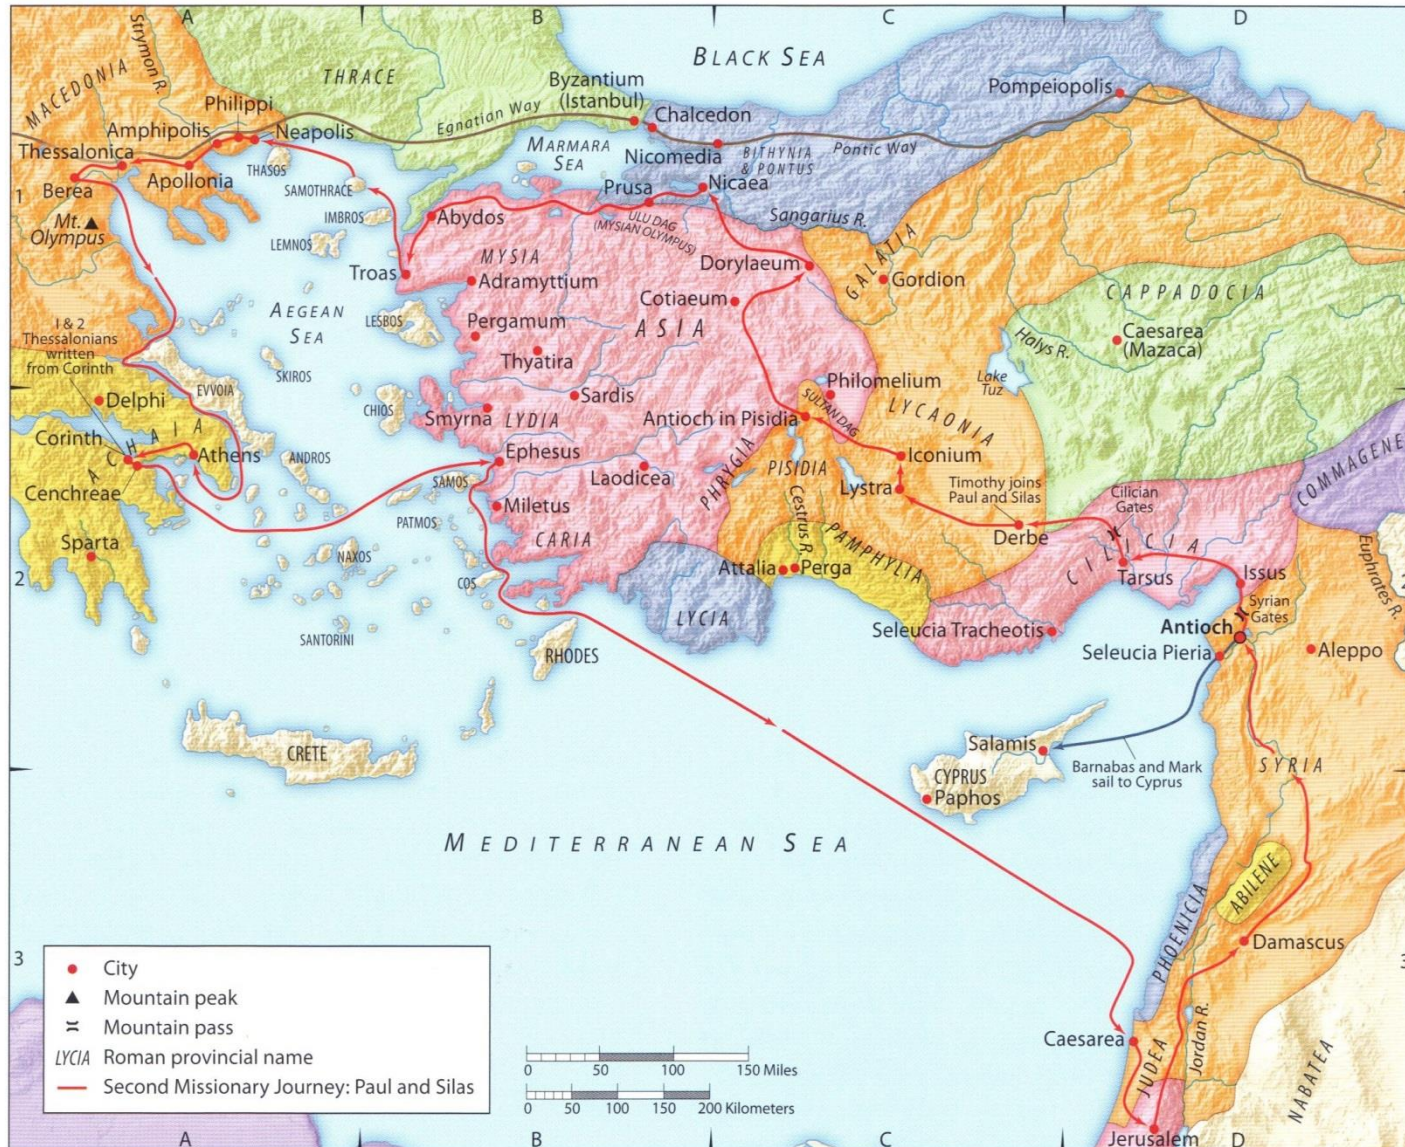 A
B
C
D
BLACK SEA
Strymon R.
MACEDONIA
THRACE
Byzantium
(Istanbul)
Pompeiopolis
Philippi
Egnatian Way
Chalcedon
Amphipolis
Neapolis
Thessalonica
MARMARA
SEA
Nicomedia
BITHYNIA
& PONTUS
Pontic Way
THASOS
Apollonia
Berea
SAMOTHRACE
Prusa
Nicaea
1
Mt.
Olympus
IMBROS
Abydos
ULU DAG
(MYSIAN OLYMPUS)
Sangarius R.
LEMNOS
MYSIA
GALATIA
Troas
Adramyttium
Dorylaeum
Gordion
CAPPADOCIA
AEGEAN
SEA
Cotiaeum
1 & 2
Thessalonians
written
from Corinth
LESBOS
Pergamum
ASIA
Halys R.
Caesarea
(Mazaca)
Thyatira
SKIROS
Lake
Tuz
EVVOIA
Philomelium
Delphi
CHIOS
Sardis
SULTAN DAG
LYCAONIA
Smyrna
LYDIA
Antioch in Pisidia
Corinth
ACHAIA
Athens
ANDROS
Ephesus
Iconium
COMMAGENE
SAMOS
Laodicea
PHRYGIA
PISIDIA
Cenchreae
Lystra
Timothy joins
Paul and Silas
Cilician
Gates
Miletus
Cestrus R.
PATMOS
Sparta
NAXOS
CARIA
PAMPHYLIA
Derbe
CILICIA
Euphrates R.
2
COS
Attalia
Perga
Tarsus
Issus
2
LYCIA
Syrian
Gates
SANTORINI
Seleucia Tracheotis
Antioch
RHODES
Seleucia Pieria
Aleppo
CRETE
Salamis
CYPRUS
Paphos
Barnabas and Mark
sail to Cyprus
SYRIA
MEDITERRANEAN SEA
PHOENICIA
ABILENE
Damascus
3
3
City
Mountain peak
Mountain pass
LYCIA Roman provincial name
Second Missionary Journey: Paul and Silas
0 50 100 150 Miles
0 50 100 150 200 Kilometers
Caesarea
JUDEA
Jordan R.
NABATEA
Jerusalem
A
B
C
D